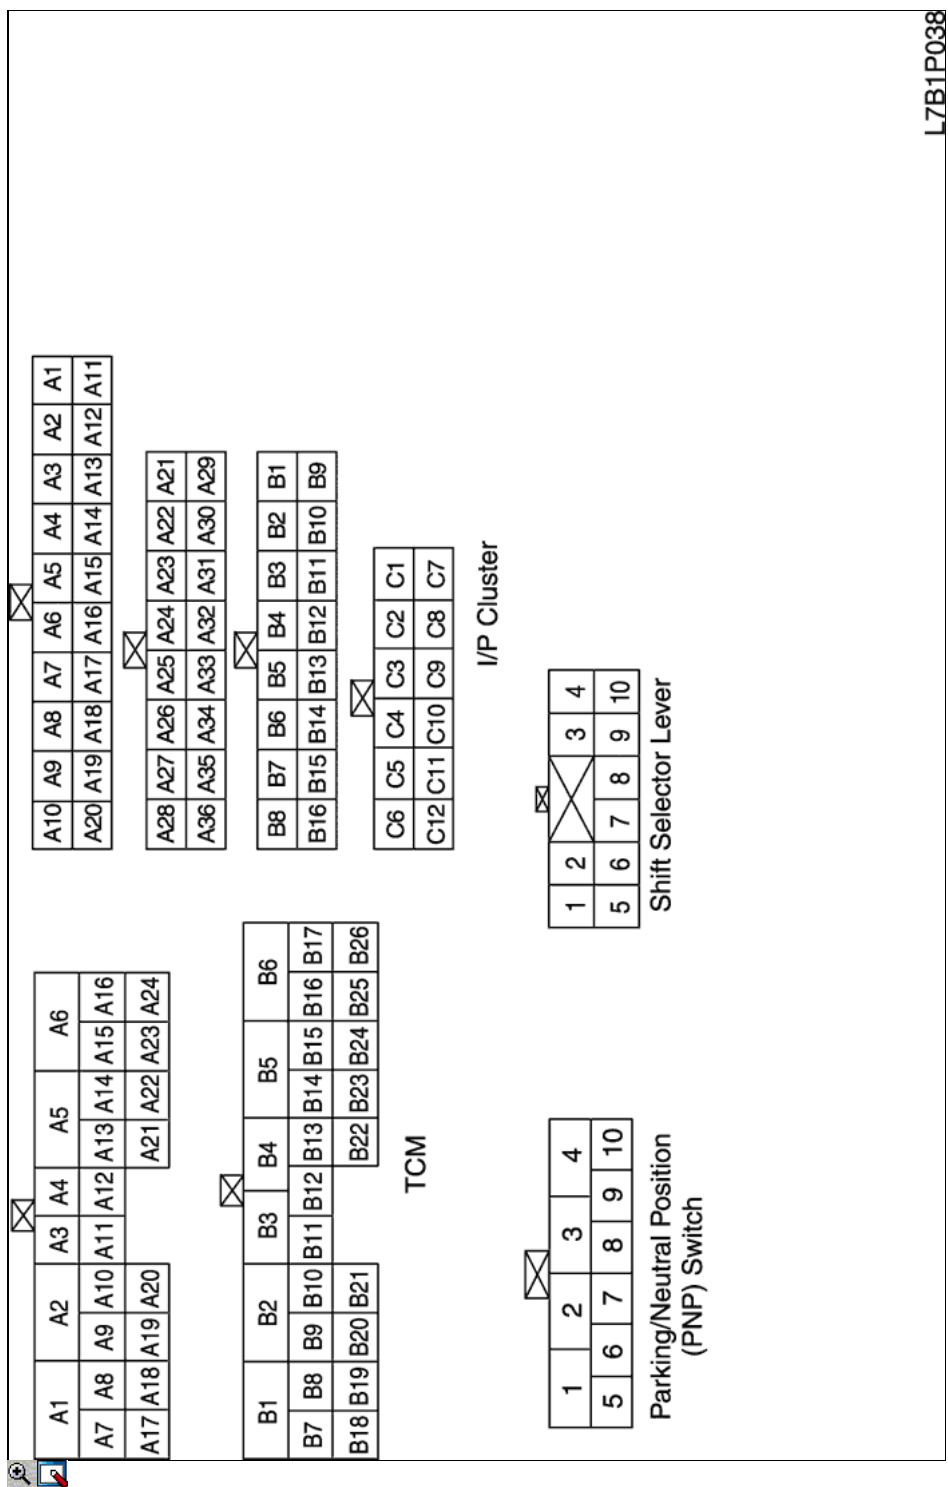 A1 A2 A3 A4 A5 A6
A7 A8 A9 A10 A11 A12 A13 A14 A15 A16
A17 A18 A19 A20 A21 A22 A23 A24
B1 B2 B3 B4 B5 B6
B7 B8 B9 B10 B11 B12 B13 B14 B15 B16 B17
B18 B19 B20 B21 B22 B23 B24 B25 B26
TCM
A10 A9 A8 A7 A6 A5 A4 A3 A2 A1
A20 A19 A18 A17 A16 A15 A14 A13 A12 A11
A28 A27 A26 A25 A24 A23 A22 A21
A36 A35 A34 A33 A32 A31 A30 A29
B8 B7 B6 B5 B4 B3 B2 B1
B16 B15 B14 B13 B12 B11 B10 B9
C6 C5 C4 C3 C2 C1
C12 C11 C10 C9 C8 C7
I/P Cluster
1 2 3 4
5 6 7 8 9 10
Parking/Neutral Position
(PNP) Switch
1 2 3 4
5 6 7 8 9 10
Shift Selector Lever
L7B1P038